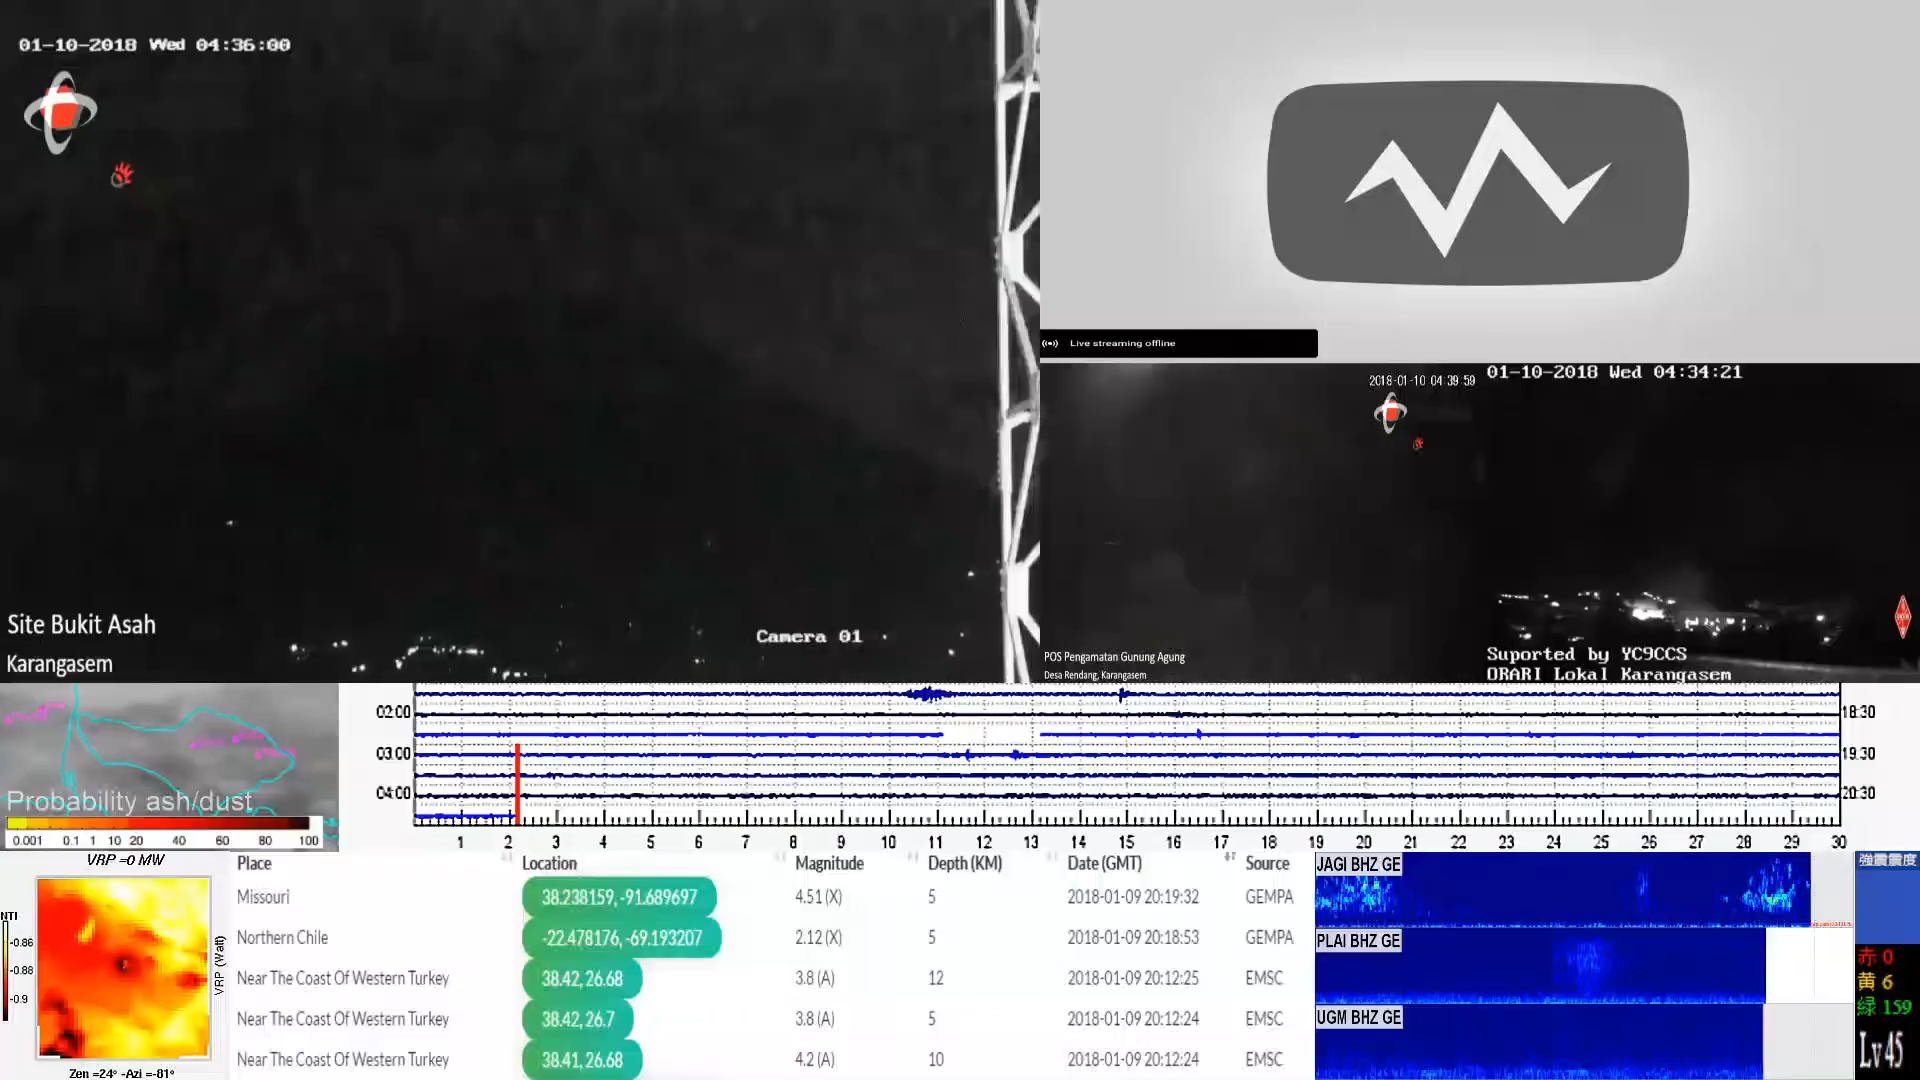 01-10-2018 Wed 04:36:00
Site Bukit Asah
Karangasem
Camera 01
Live streaming offline
2018-01-10 04:39:59
01-10-2018 Wed 04:34:21
POS Pengamatan Gunung Agung
Desa Rendang, Karangasem
Suported by YC9CCS
ORARI Lokal Karangasem
Probability ash/dust
0.001 0.1 1 10 20 40 60 80 100
02:00
03:00
04:00
18:30
19:30
20:30
1 2 3 4 5 6 7 8 9 10 11 12 13 14 15 16 17 18 19 20 21 22 23 24 25 26 27 28 29 30
VRP =0 MW
NTI
-0.86
-0.88
-0.9
VRP (Watt)
Zen =24° -Azi =-81°
Place Location Magnitude Depth (KM) Date (GMT) Source
Missouri 38.238159, -91.689697 4.51 (X) 5 2018-01-09 20:19:32 GEMPA
Northern Chile -22.478176, -69.193207 2.12 (X) 5 2018-01-09 20:18:53 GEMPA
Near The Coast Of Western Turkey 38.42, 26.68 3.8 (A) 12 2018-01-09 20:12:25 EMSC
Near The Coast Of Western Turkey 38.42, 26.7 3.8 (A) 5 2018-01-09 20:12:24 EMSC
Near The Coast Of Western Turkey 38.41, 26.68 4.2 (A) 10 2018-01-09 20:12:24 EMSC
JAGI BHZ GE
PLAI BHZ GE
UGM BHZ GE
強震震度
赤 0
黄 6
緑 159
Lv45